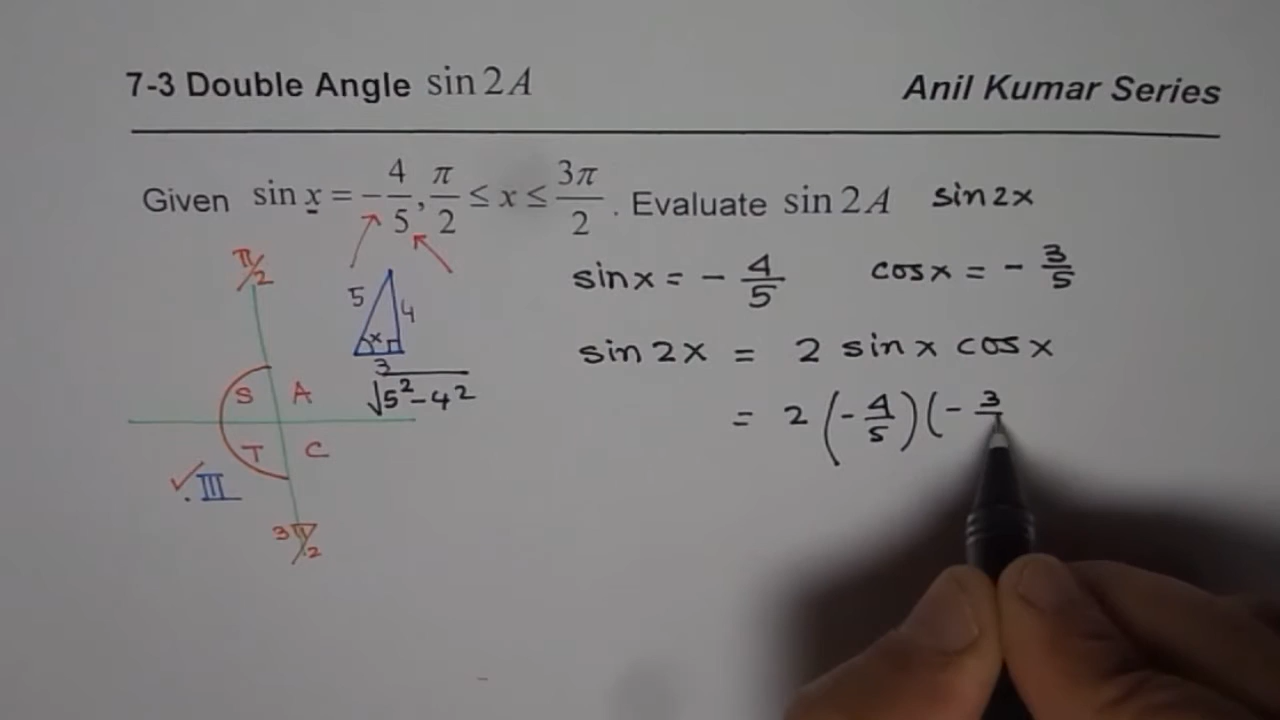 7-3 Double Angle sin 2A
Anil Kumar Series
Given sin x = -4/5, π/2 ≤ x ≤ 3π/2. Evaluate sin 2A sin2x
sin x = - 4/5
cos x = - 3/5
sin 2x = 2 sin x cos x
= 2 (- 4/5) (- 3/
π/2
5
4
x
3
√5² - 4²
S
A
T
C
✓ III
3π/2